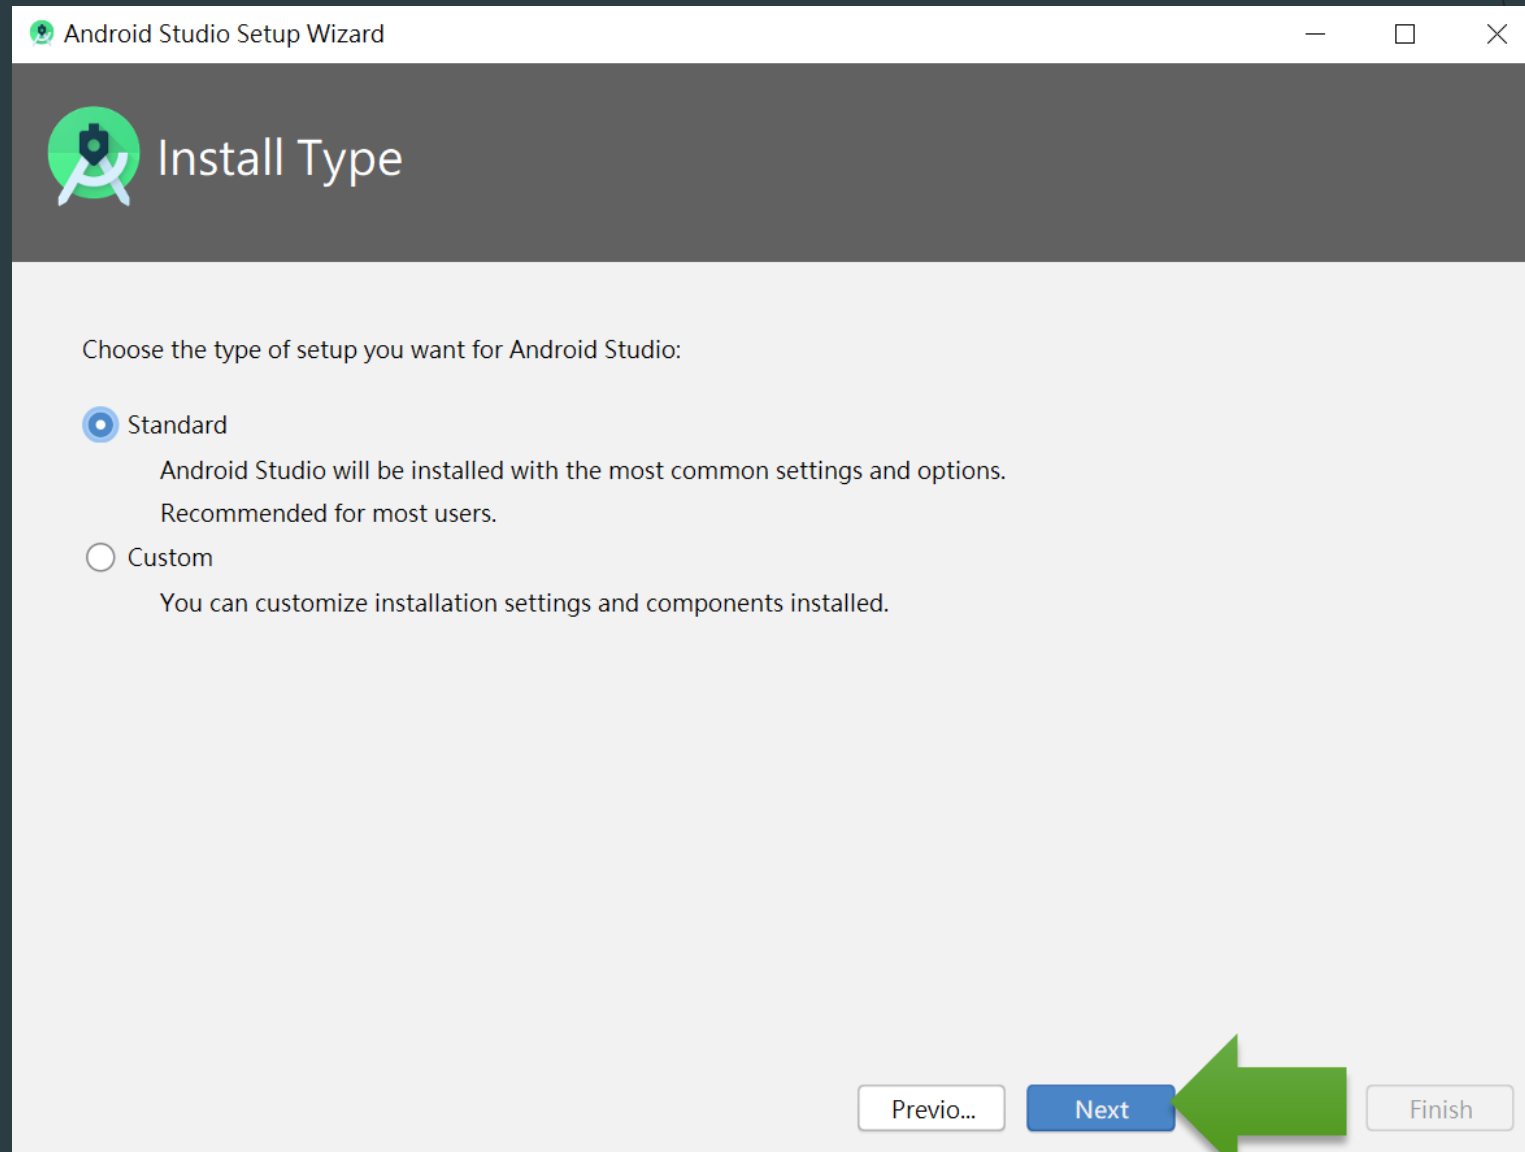 Android Studio Setup Wizard
Install Type
Choose the type of setup you want for Android Studio:
Standard
Android Studio will be installed with the most common settings and options.
Recommended for most users.
Custom
You can customize installation settings and components installed.
Previo...
Next
Finish